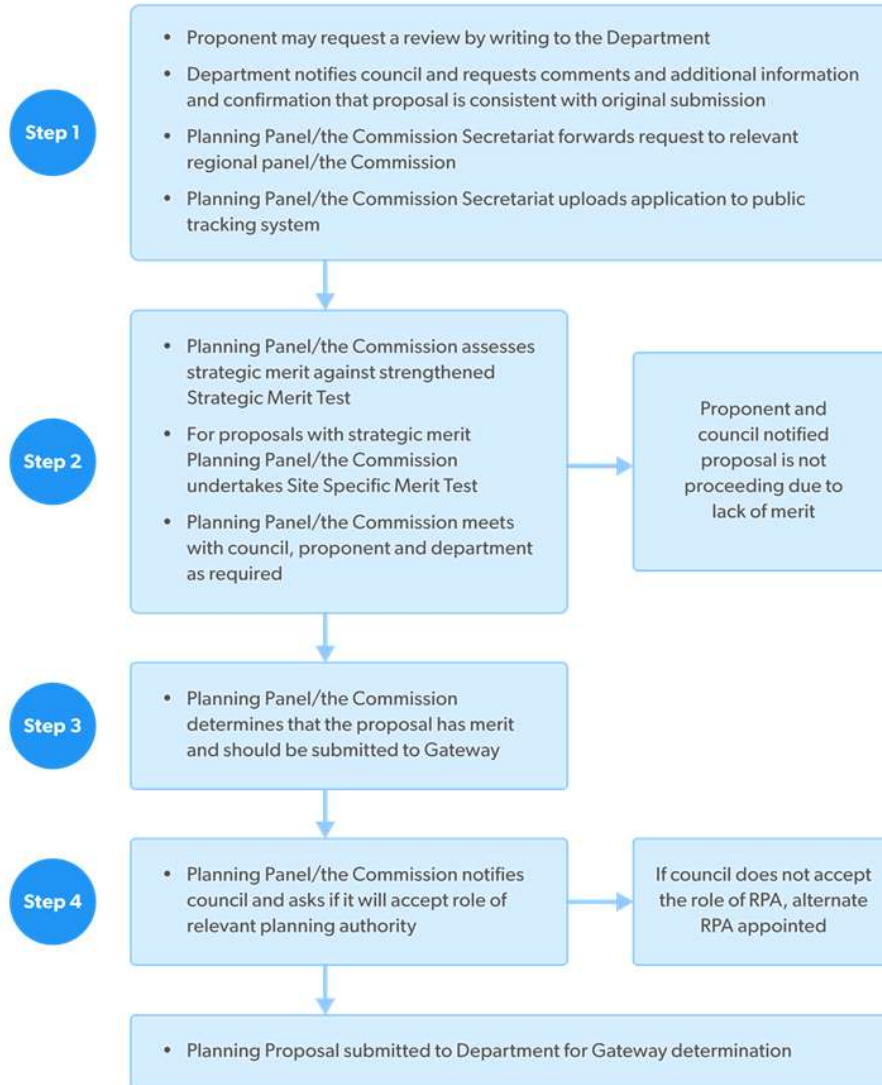 Step 1
• Proponent may request a review by writing to the Department
• Department notifies council and requests comments and additional information
and confirmation that proposal is consistent with original submission
• Planning Panel/the Commission Secretariat forwards request to relevant
regional panel/the Commission
• Planning Panel/the Commission Secretariat uploads application to public
tracking system
Step 2
• Planning Panel/the Commission assesses
strategic merit against strengthened
Strategic Merit Test
• For proposals with strategic merit
Planning Panel/the Commission
undertakes Site Specific Merit Test
• Planning Panel/the Commission meets
with council, proponent and department
as required
Proponent and
council notified
proposal is not
proceeding due to
lack of merit
Step 3
• Planning Panel/the Commission
determines that the proposal has merit
and should be submitted to Gateway
Step 4
• Planning Panel/the Commission notifies
council and asks if it will accept role of
relevant planning authority
If council does not accept
the role of RPA, alternate
RPA appointed
• Planning Proposal submitted to Department for Gateway determination